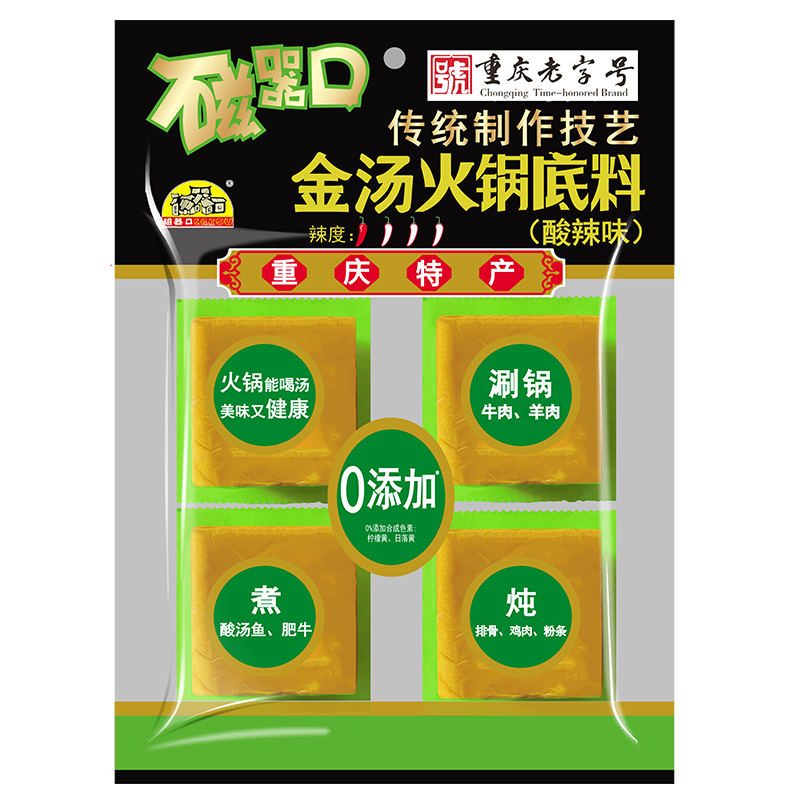 磁器口
號
重庆老字号
Chongqing Time-honored Brand
传统制作技艺
金汤火锅底料
辣度:
(酸辣味)
磁器口
®
重庆特产
火锅能喝汤
美味又健康
涮锅
牛肉、羊肉
0添加*
0%添加合成色素:
柠檬黄、日落黄
煮
酸汤鱼、肥牛
炖
排骨、鸡肉、粉条